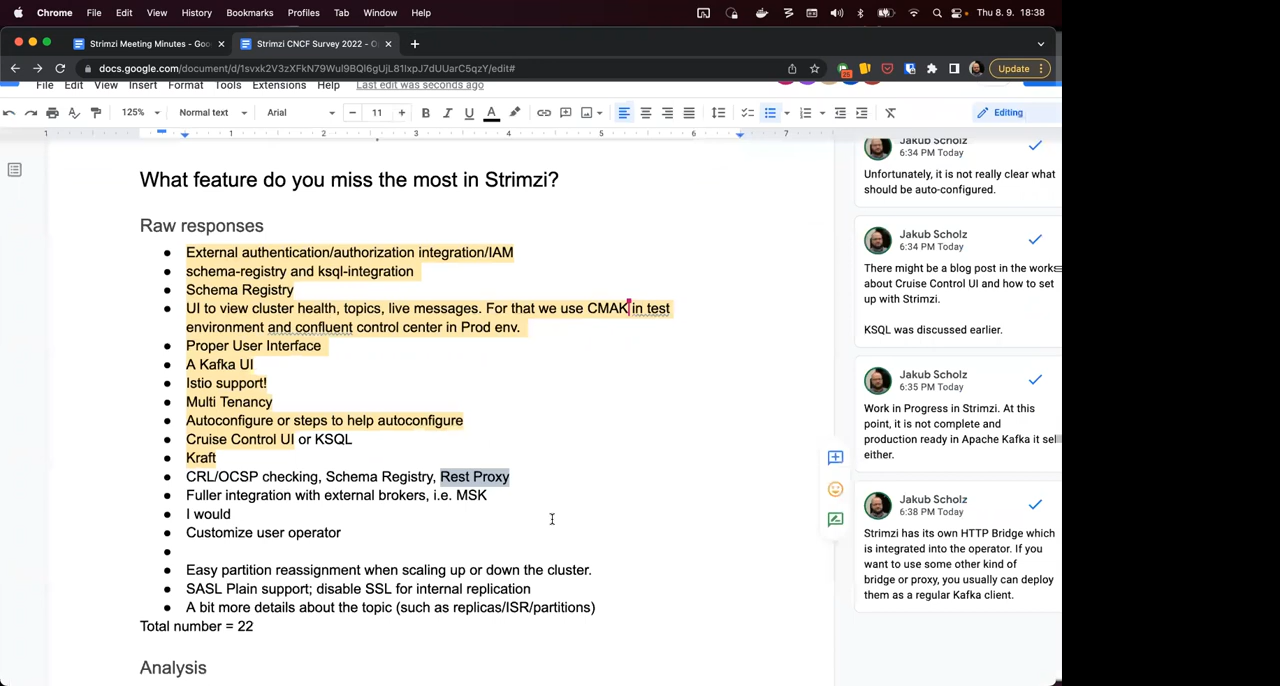 Chrome File Edit View History Bookmarks Profiles Tab Window Help Thu 8. 9. 18:38
Strimzi Meeting Minutes - Goo Strimzi CNCF Survey 2022 - G
Update
File Edit View Insert Format Tools Extensions Help Last edit was seconds ago
125% Normal text Arial 11 Editing
1 1 2 3 4 5 6 7
What feature do you miss the most in Strimzi?
Raw responses
External authentication/authorization integration/IAM
schema-registry and ksql-integration
Schema Registry
UI to view cluster health, topics, live messages. For that we use CMAK in test
environment and confluent control center in Prod env.
Proper User Interface
A Kafka UI
Istio support!
Multi Tenancy
Autoconfigure or steps to help autoconfigure
Cruise Control UI or KSQL
Kraft
CRL/OCSP checking, Schema Registry, Rest Proxy
Fuller integration with external brokers, i.e. MSK
I would
Customize user operator
Easy partition reassignment when scaling up or down the cluster.
SASL Plain support; disable SSL for internal replication
A bit more details about the topic (such as replicas/ISR/partitions)
Total number = 22
Analysis
Jakub Scholz
6:34 PM Today
Unfortunately, it is not really clear what
should be auto-configured.
Jakub Scholz
6:34 PM Today
There might be a blog post in the works
about Cruise Control UI and how to set
up with Strimzi.
KSQL was discussed earlier.
Jakub Scholz
6:35 PM Today
Work in Progress in Strimzi. At this
point, it is not complete and
production ready in Apache Kafka it sel
either.
Jakub Scholz
6:38 PM Today
Strimzi has its own HTTP Bridge which
is integrated into the operator. If you
want to use some other kind of
bridge or proxy, you usually can deploy
them as a regular Kafka client.